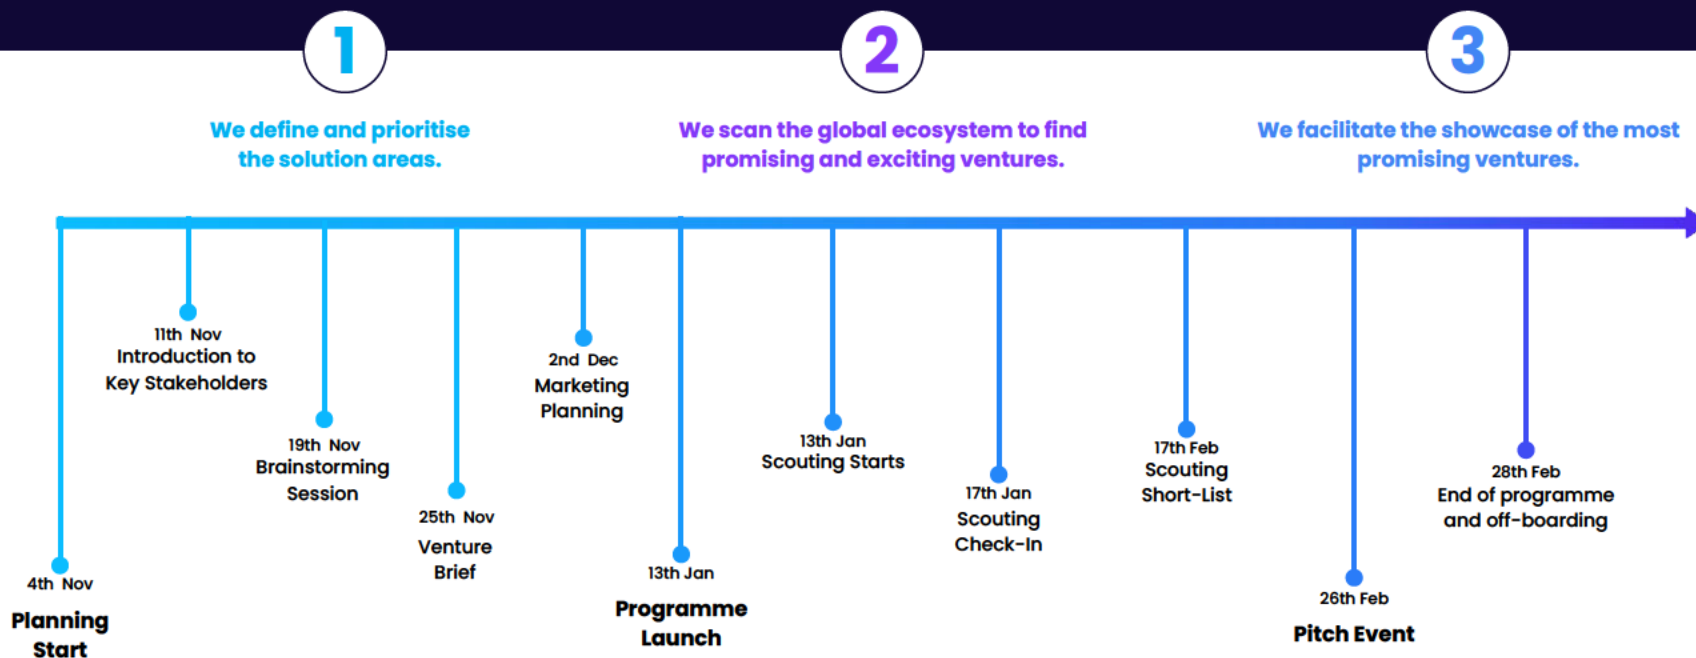 1
We define and prioritise
the solution areas.
2
We scan the global ecosystem to find
promising and exciting ventures.
3
We facilitate the showcase of the most
promising ventures.
4th Nov
Planning
Start
11th Nov
Introduction to
Key Stakeholders
19th Nov
Brainstorming
Session
25th Nov
Venture
Brief
2nd Dec
Marketing
Planning
13th Jan
Programme
Launch
13th Jan
Scouting Starts
17th Jan
Scouting
Check-In
17th Feb
Scouting
Short-List
26th Feb
Pitch Event
28th Feb
End of programme
and off-boarding